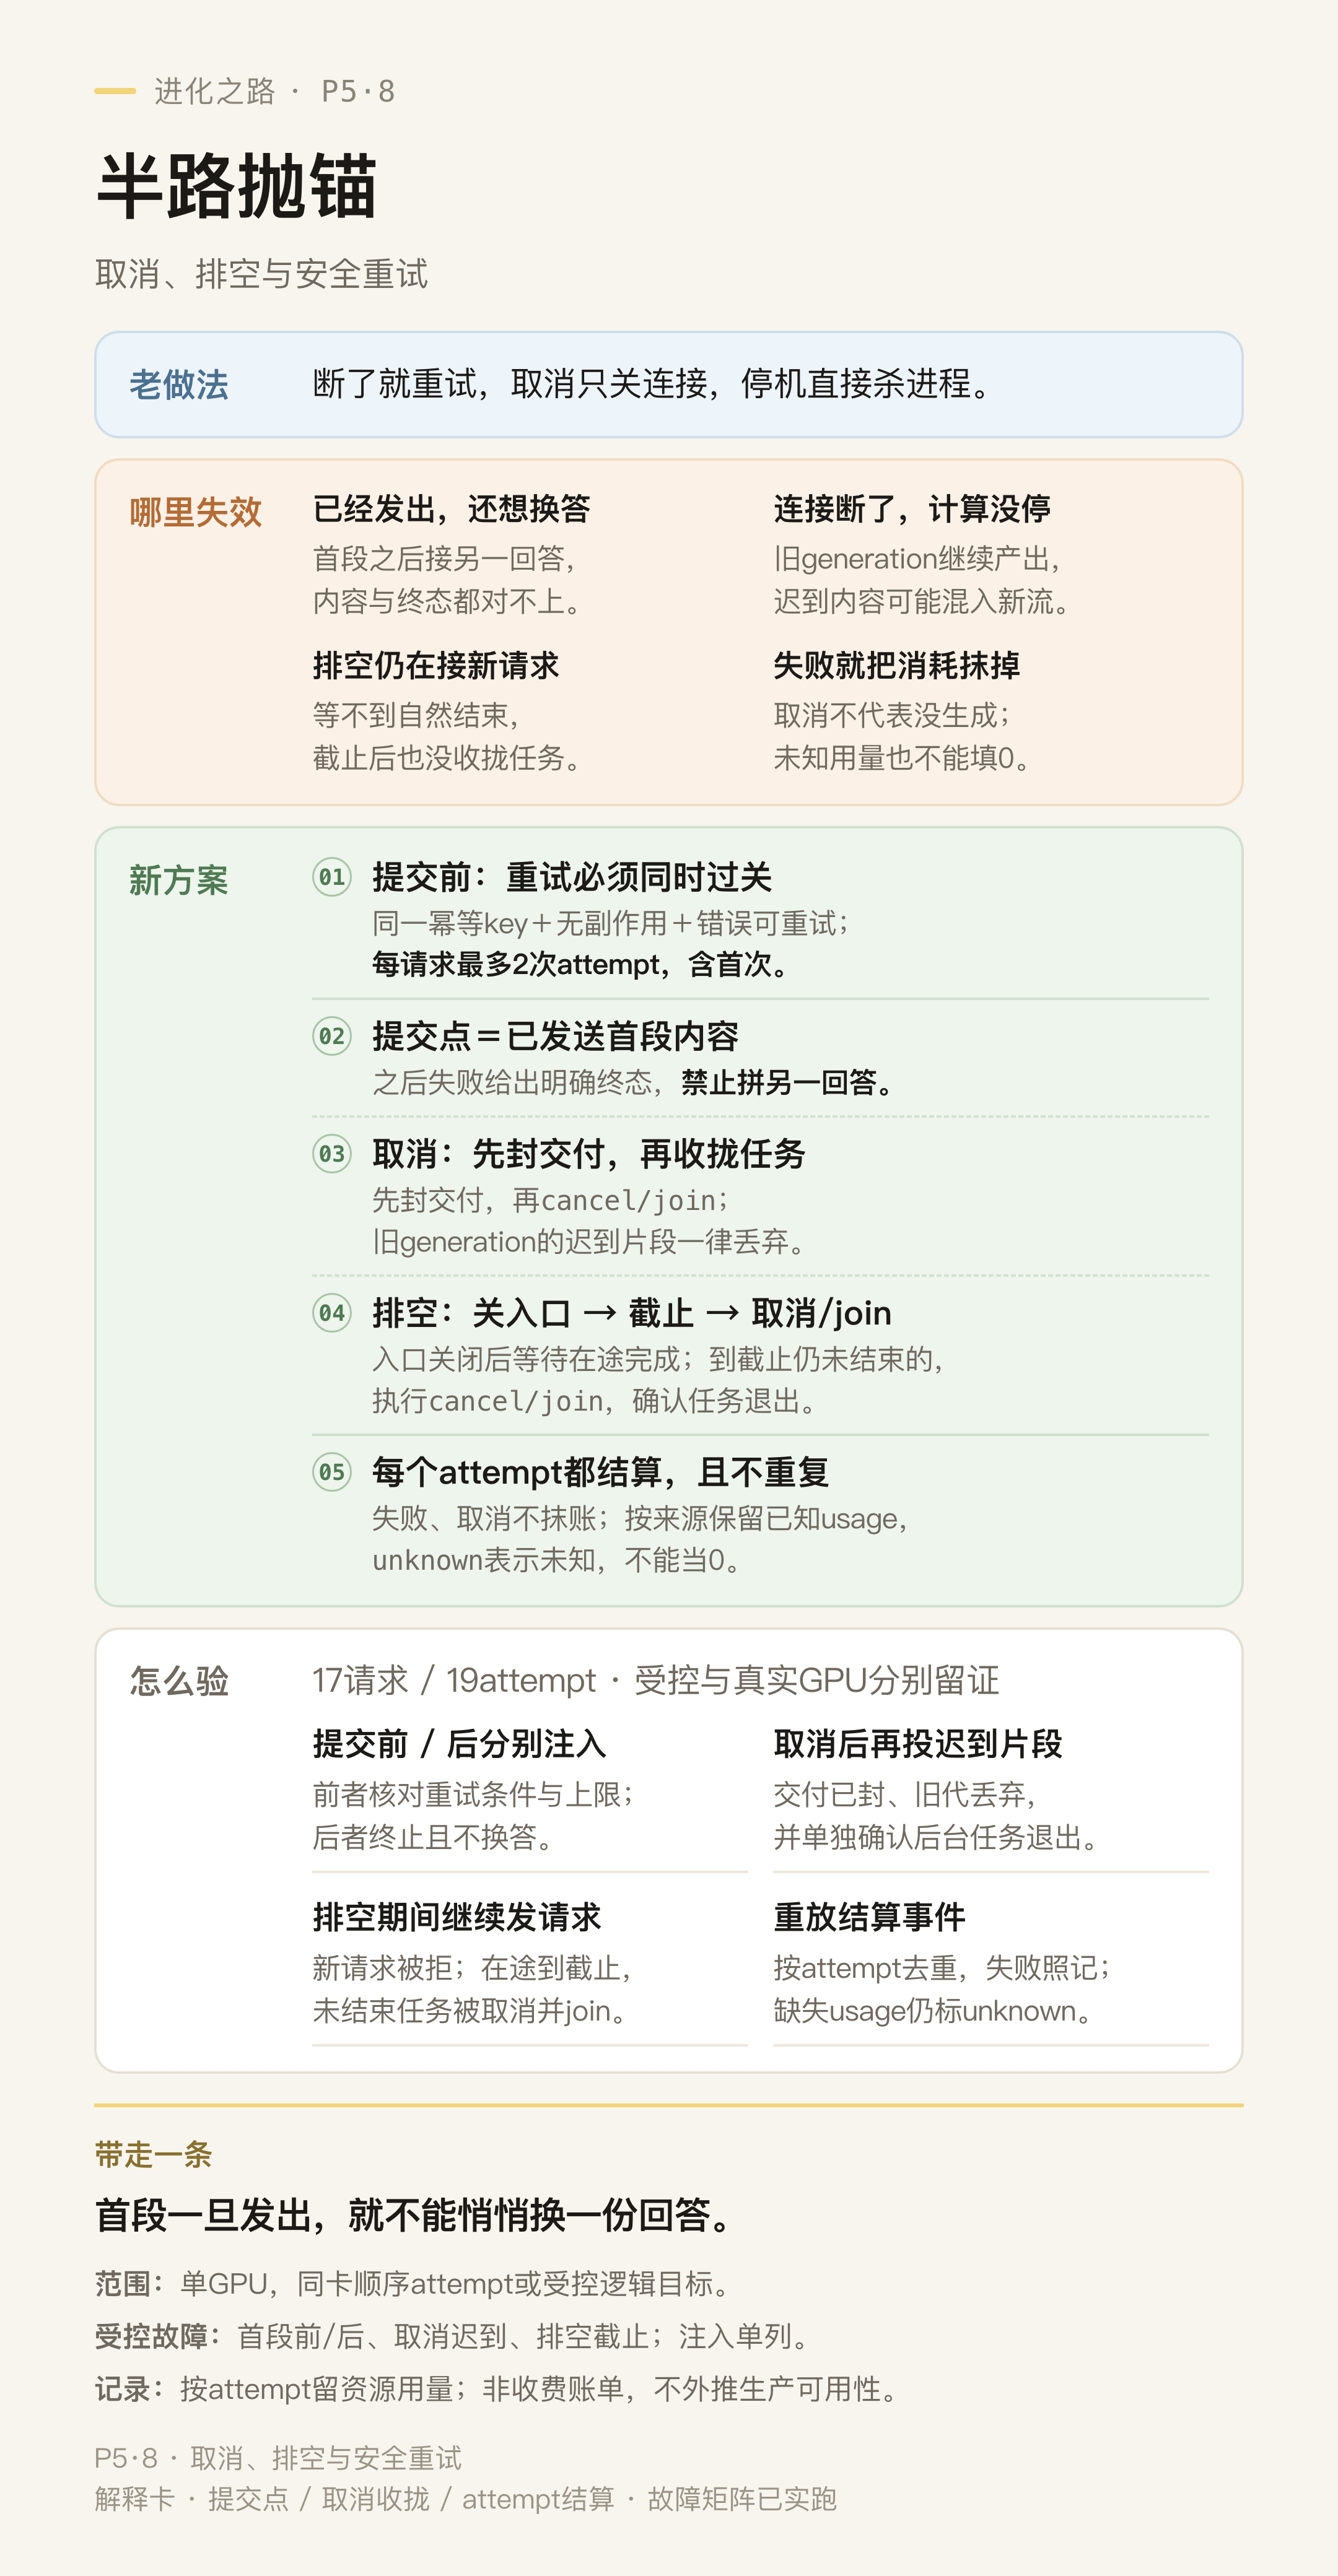 进化之路 · P5·8
半路抛锚
取消、排空与安全重试
老做法
断了就重试，取消只关连接，停机直接杀进程。
哪里失效
已经发出，还想换答
首段之后接另一回答，
内容与终态都对不上。
连接断了，计算没停
旧generation继续产出，
迟到内容可能混入新流。
排空仍在接新请求
等不到自然结束，
截止后也没收拢任务。
失败就把消耗抹掉
取消不代表没生成；
未知用量也不能填0。
新方案
01 提交前：重试必须同时过关
同一幂等key＋无副作用＋错误可重试；
每请求最多2次attempt，含首次。
02 提交点＝已发送首段内容
之后失败给出明确终态，禁止拼另一回答。
03 取消：先封交付，再收拢任务
先封交付，再cancel/join；
旧generation的迟到片段一律丢弃。
04 排空：关入口 → 截止 → 取消/join
入口关闭后等待在途完成；到截止仍未结束的，
执行cancel/join，确认任务退出。
05 每个attempt都结算，且不重复
失败、取消不抹账；按来源保留已知usage，
unknown表示未知，不能当0。
怎么验
17请求 / 19attempt · 受控与真实GPU分别留证
提交前 / 后分别注入
前者核对重试条件与上限；
后者终止且不换答。
取消后再投迟到片段
交付已封、旧代丢弃，
并单独确认后台任务退出。
排空期间继续发请求
新请求被拒；在途到截止，
未结束任务被取消并join。
重放结算事件
按attempt去重，失败照记；
缺失usage仍标unknown。
带走一条
首段一旦发出，就不能悄悄换一份回答。
范围：单GPU，同卡顺序attempt或受控逻辑目标。
受控故障：首段前/后、取消迟到、排空截止；注入单列。
记录：按attempt留资源用量；非收费账单，不外推生产可用性。
P5·8 · 取消、排空与安全重试
解释卡 · 提交点 / 取消收拢 / attempt结算 · 故障矩阵已实跑